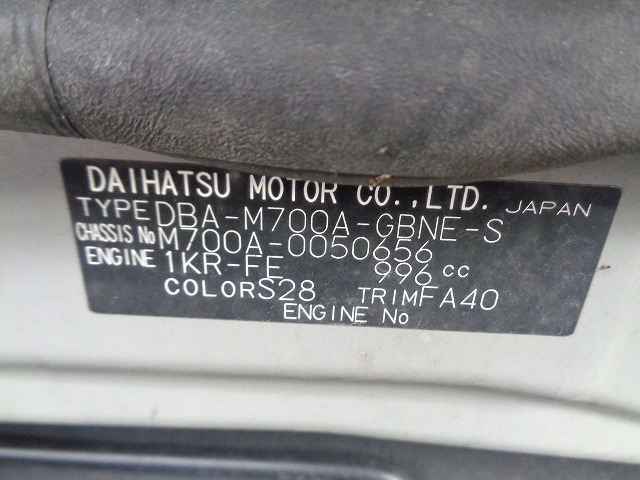 DAIHATSU MOTOR CO.,LTD. JAPAN
TYPE DBA-M700A-GBNE-S
CHASSIS No M700A-0050656
ENGINE 1KR-FE 996 cc
COLOR S28 TRIM FA40
ENGINE No